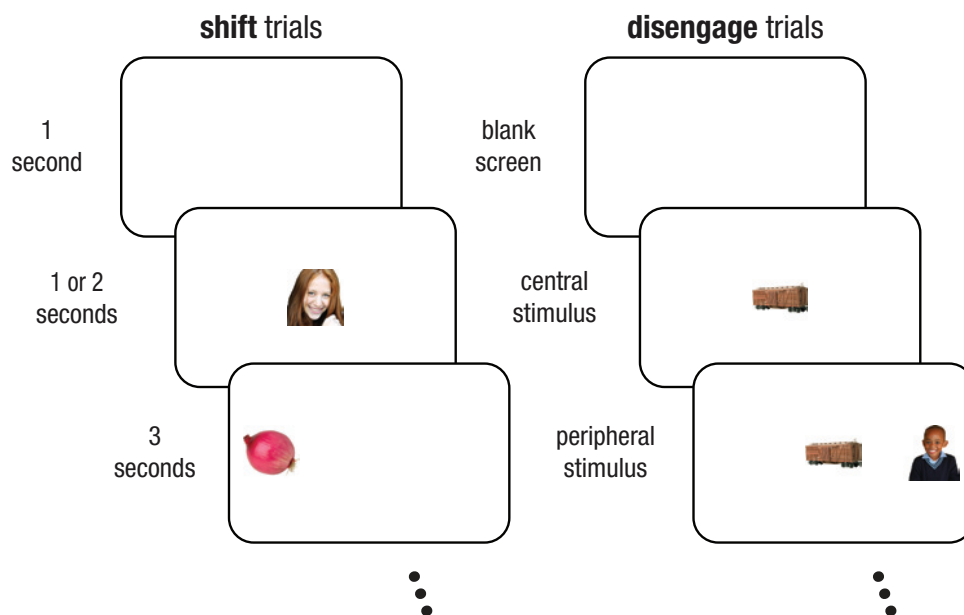 shift trials
disengage trials
1
second
blank
screen
1 or 2
seconds
central
stimulus
3
seconds
peripheral
stimulus